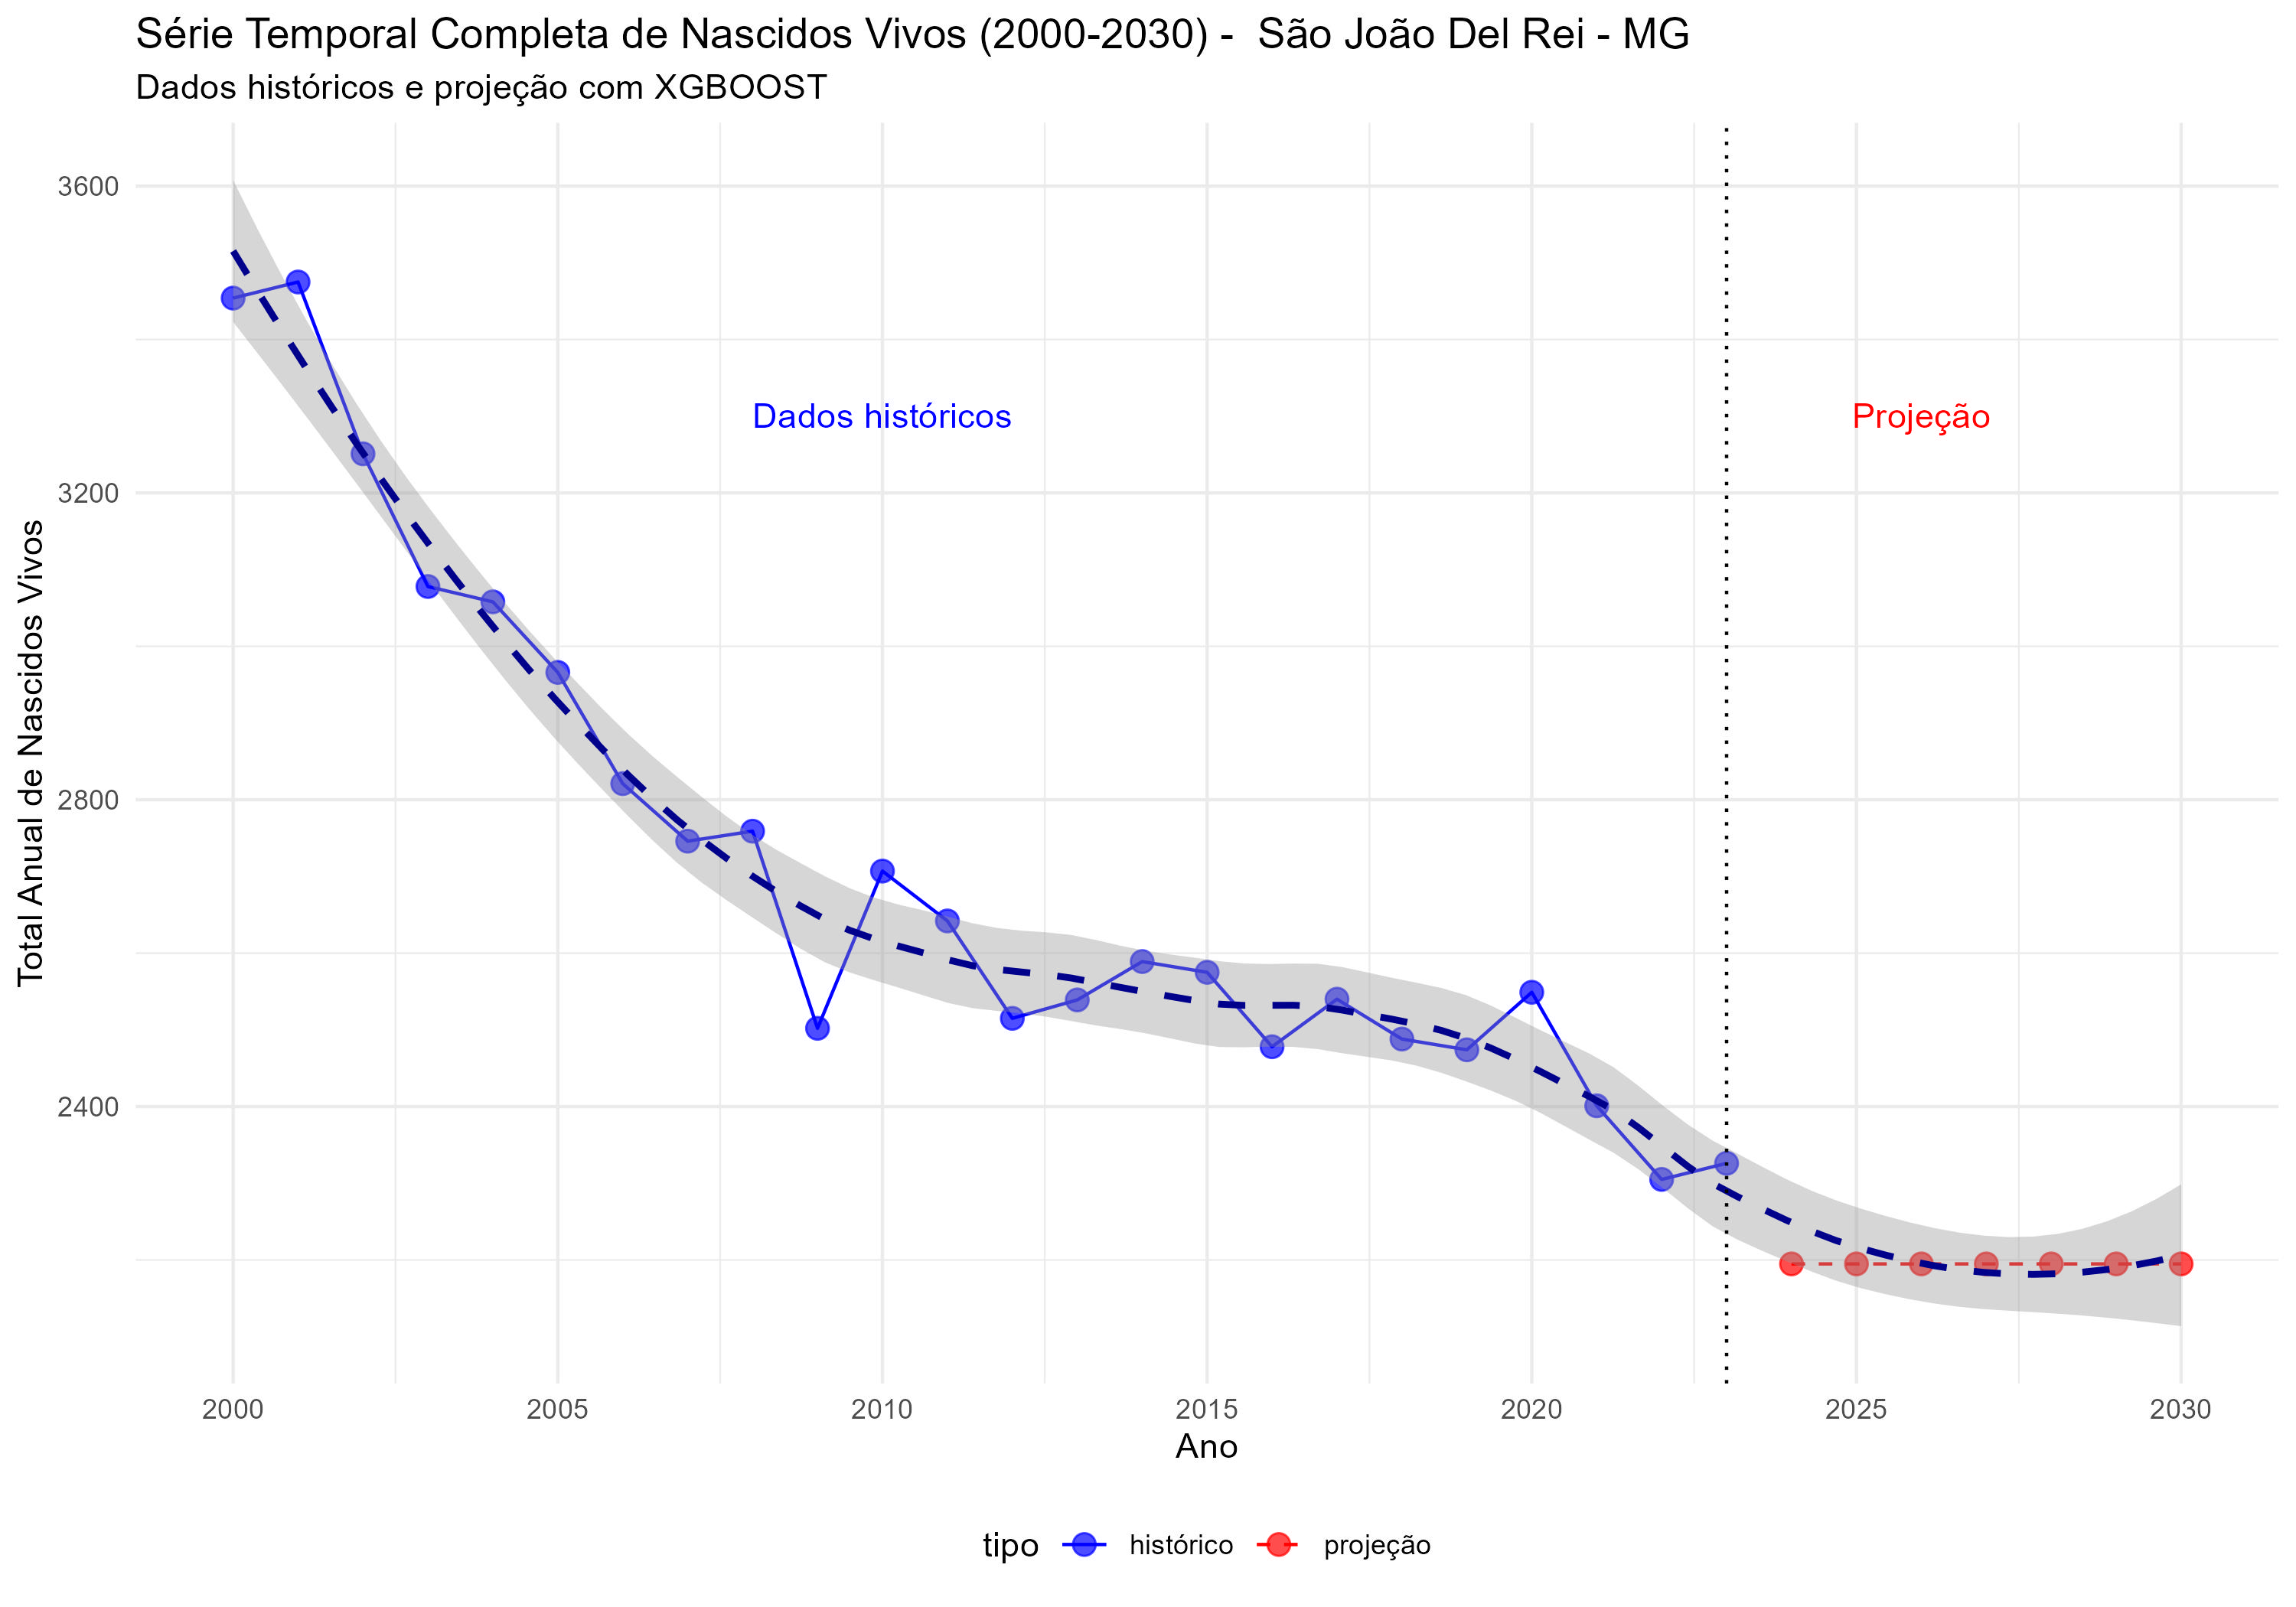 Série Temporal Completa de Nascidos Vivos (2000-2030) -  São João Del Rei - MG
Dados históricos e projeção com XGBOOST
Total Anual de Nascidos Vivos
3600
3200
2800
2400
Dados históricos
Projeção
2000
2005
2010
2015
2020
2025
2030
Ano
tipo
histórico
projeção